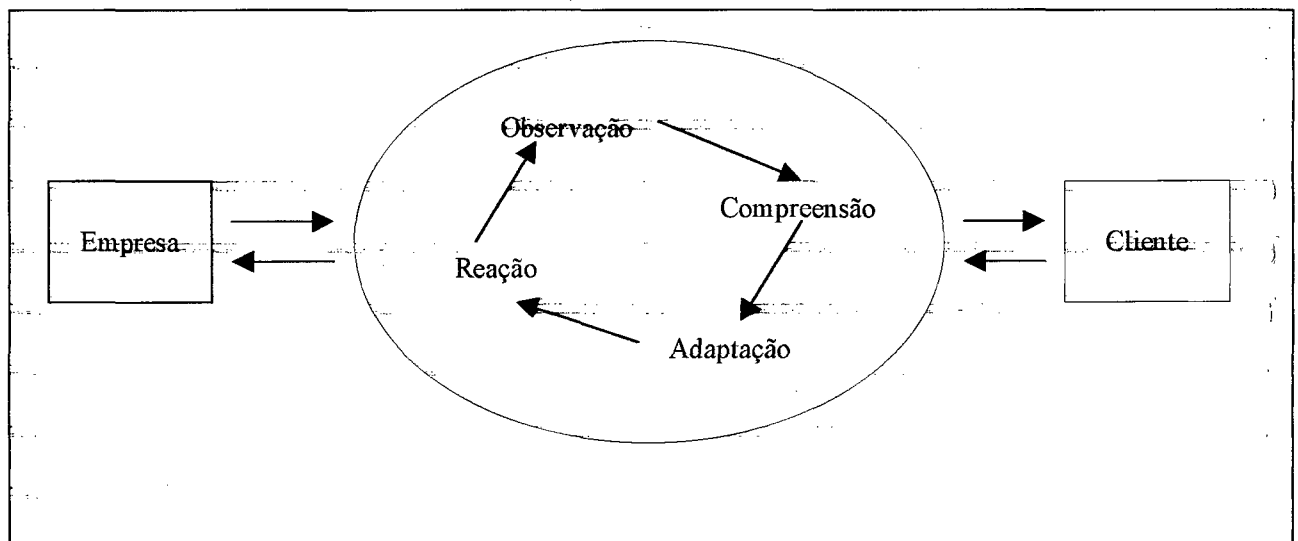 Observação
Compreensão
Empresa
Cliente
Reação
Adaptação